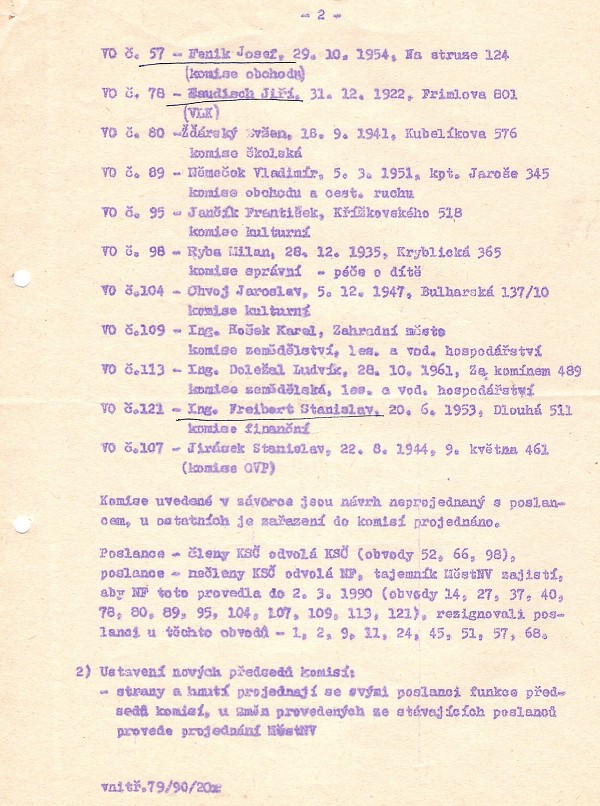 - 2 -
VO č. 57 - Feník Josef, 29. 10. 1954, Na struze 124
(komise obchodu)
VO č. 78 - Zaudisch Jiří, 31. 12. 1922, Frimlova 801
(VLK)
VO č. 80 -Žďárský Evžen, 18. 9. 1941, Kubelíkova 576
komise školská
VO č. 89 - Němeček Vladimír, 5. 3. 1951, kpt. Jaroše 345
komise obchodu a cest. ruchu
VO č. 95 - Jančík František, Křížkovského 518
komise kulturní
VO č. 98 - Ryba Milan, 28. 12. 1935, Kryblická 365
komise správní - péče o dítě
VO č.104 - Chvoj Jaroslav, 5. 12. 1947, Bulharská 137/10
komise kulturní
VO č.109 - Ing. Hošek Karel, Zahradní město
komise zemědělství, les. a vod. hospodářství
VO č.113 - Ing. Doležal Ludvík, 28. 10. 1961, Za komínem 489
komise zemědělská, les. a vod. hospodářství
VO č.121 - Ing. Freibert Stanislav, 20. 6. 1953, Dlouhá 511
komise finanční
VO č.107 - Jirásek Stanislav, 22. 8. 1944, 9. května 461
(komise OVP)
Komise uvedené v závorce jsou návrh neprojednaný s poslan-
cem, u ostatních je zařazení do komisí projednáno.
Poslance - členy KSČ odvolá KSČ (obvody 52, 66, 98),
poslance - nečleny KSČ odvolá NF, tajemník MěstNV zajistí,
aby NF toto provedla do 2. 3. 1990 (obvody 14, 27, 37, 40,
78, 80, 89, 95, 104, 107, 109, 113, 121), rezignovali pos-
lanci u těchto obvodů - 1, 2, 9, 11, 24, 45, 51, 57, 68.
2) Ustavení nových předsedů komisí:
- strany a hnutí projednají se svými poslanci funkce před-
sedů komisí, u změn provedených ze stávajících poslanců
provede projednání MěstNV
vnitř.79/90/20x